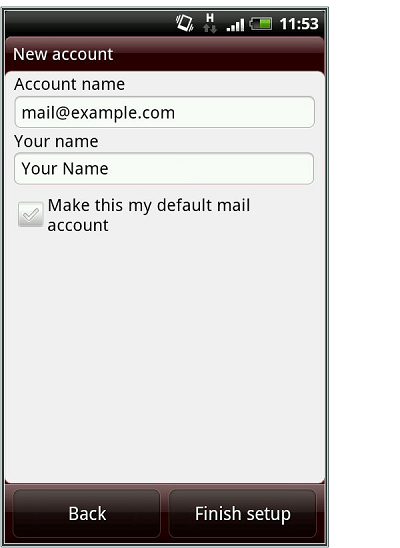 H
11:53
New account
Account name
mail@example.com
Your name
Your Name
Make this my default mail
account
Back
Finish setup